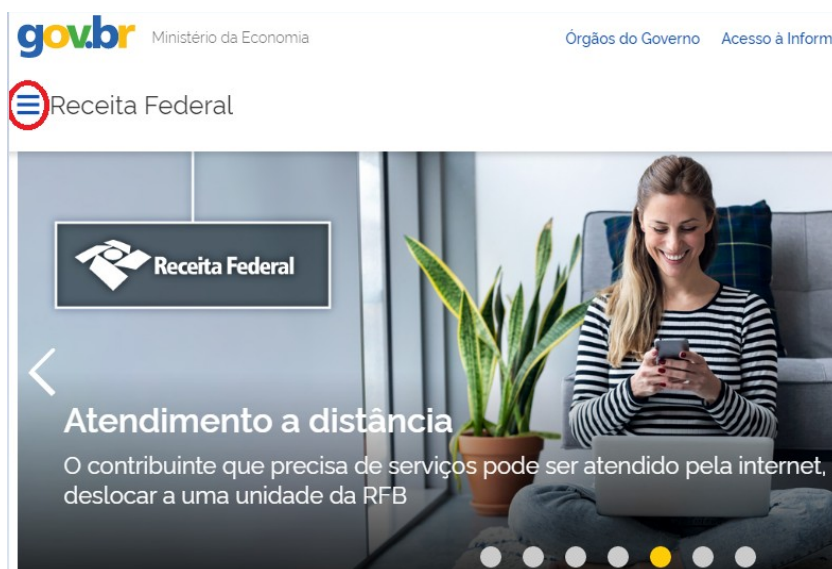 gov.br Ministério da Economia Órgãos do Governo Acesso à Inform
Receita Federal
Receita Federal
Atendimento a distância
O contribuinte que precisa de serviços pode ser atendido pela internet,
deslocar a uma unidade da RFB